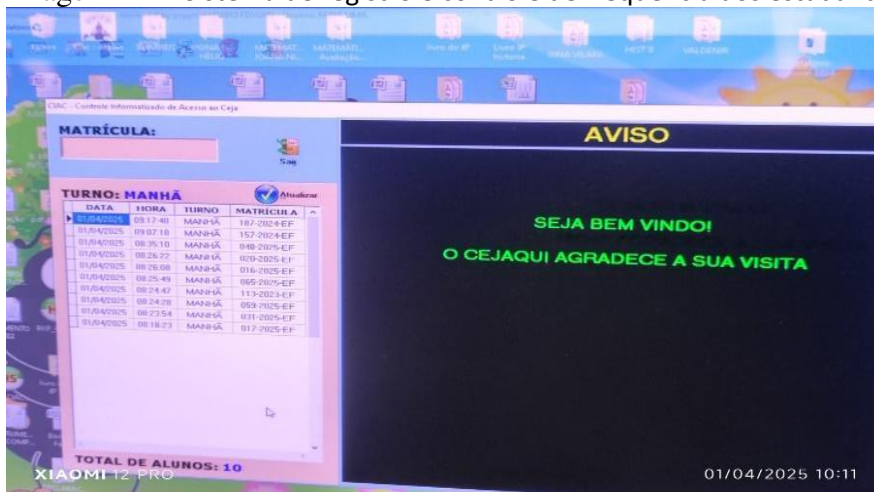 CIAC - Controle Informatizado de Acesso ao Ceja
MATRÍCULA:
Sair
TURNO: MANHÃ
Atualizar
DATA HORA TURNO MATRÍCULA
01/04/2025 09:17:40 MANHÃ 187-2024-EF
01/04/2025 09:07:18 MANHÃ 157-2024-EF
01/04/2025 08:35:10 MANHÃ 048-2025-EF
01/04/2025 08:26:22 MANHÃ 020-2025-EF
01/04/2025 08:26:08 MANHÃ 016-2025-EF
01/04/2025 08:25:49 MANHÃ 065-2025-EF
01/04/2025 08:24:47 MANHÃ 113-2023-EF
01/04/2025 08:24:28 MANHÃ 059-2025-EF
01/04/2025 08:23:54 MANHÃ 031-2025-EF
01/04/2025 08:18:23 MANHÃ 017-2025-EF
TOTAL DE ALUNOS: 10
AVISO
SEJA BEM VINDO!
O CEJAQUI AGRADECE A SUA VISITA
XIAOMI 12 PRO
01/04/2025 10:11